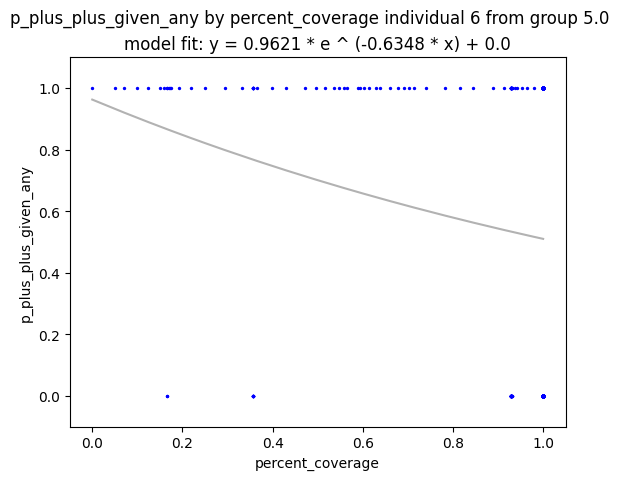 p_plus_plus_given_any by percent_coverage individual 6 from group 5.0
model fit: y = 0.9621 * e ^ (-0.6348 * x) + 0.0
p_plus_plus_given_any
1.0
0.8
0.6
0.4
0.2
0.0
0.0 0.2 0.4 0.6 0.8 1.0
percent_coverage